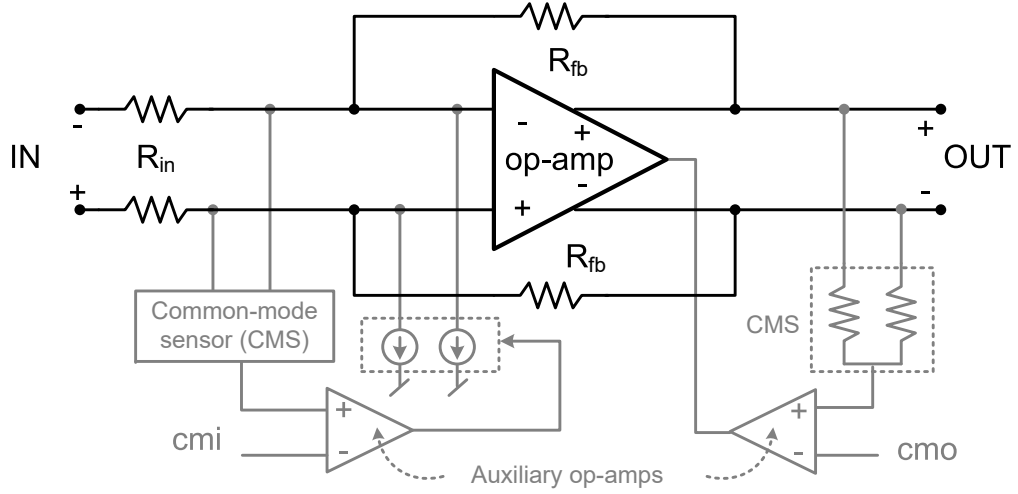 R_fb
-
+
IN
R_in
-
+
op-amp
-
+
+
OUT
-
+
R_fb
Common-mode
sensor (CMS)
CMS
+
-
cmi
+
-
cmo
Auxiliary op-amps